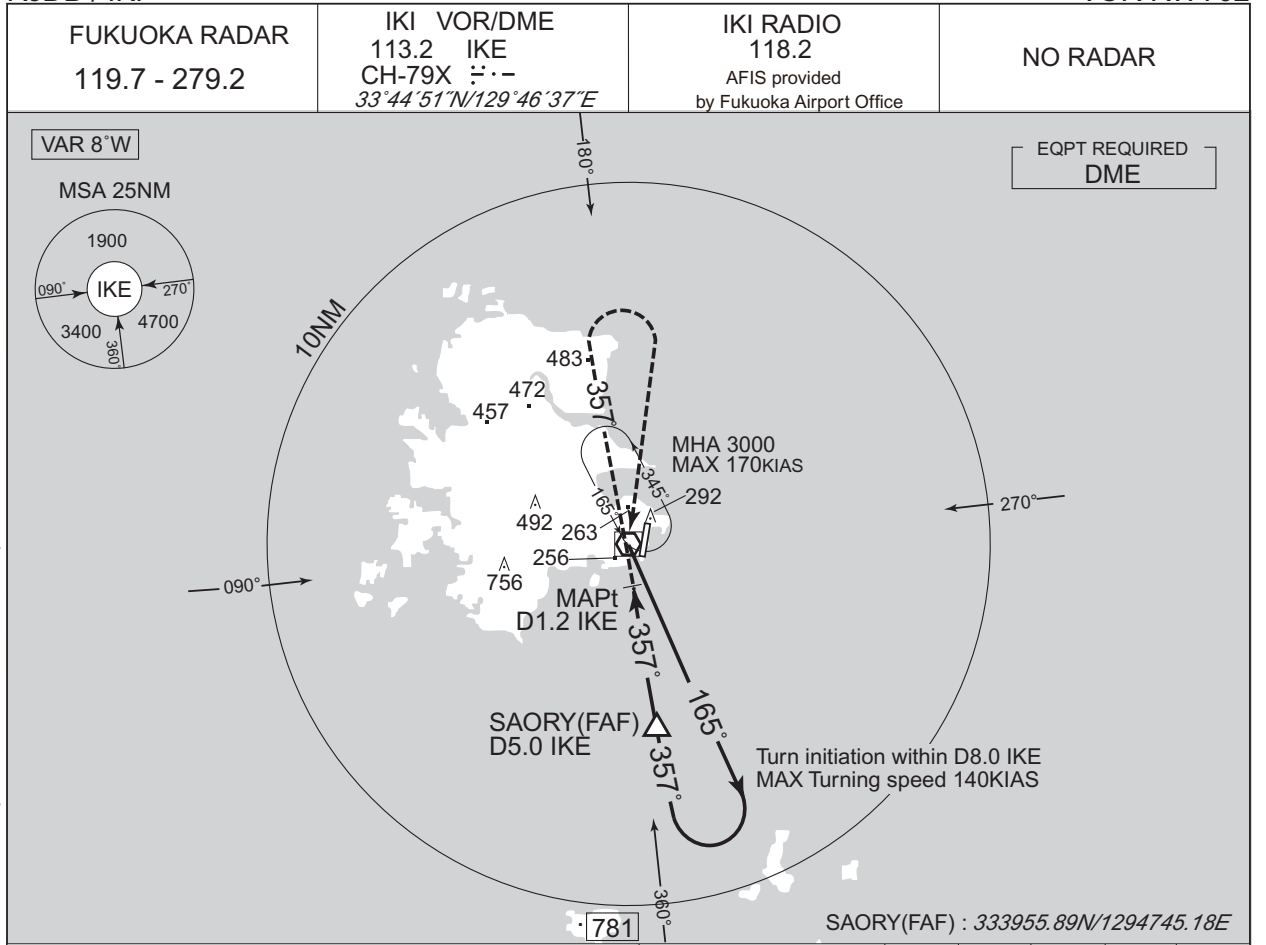 FUKUOKA RADAR
119.7 - 279.2
IKI VOR/DME
113.2 IKE
CH-79X
33°44´51˝N/129°46´37˝E
IKI RADIO
118.2
AFIS provided
by Fukuoka Airport Office
NO RADAR
VAR 8°W
EQPT REQUIRED
DME
MSA 25NM
1900
090°
IKE
270°
3400
4700
360°
180°
10NM
483
357°
472
457
MHA 3000
MAX 170KIAS
345°
165°
292
492
263
256
756
270°
090°
MAPt
D1.2 IKE
357°
SAORY(FAF)
D5.0 IKE
165°
357°
Turn initiation within D8.0 IKE
MAX Turning speed 140KIAS
360°
781
SAORY(FAF) : 333955.89N/1294745.18E